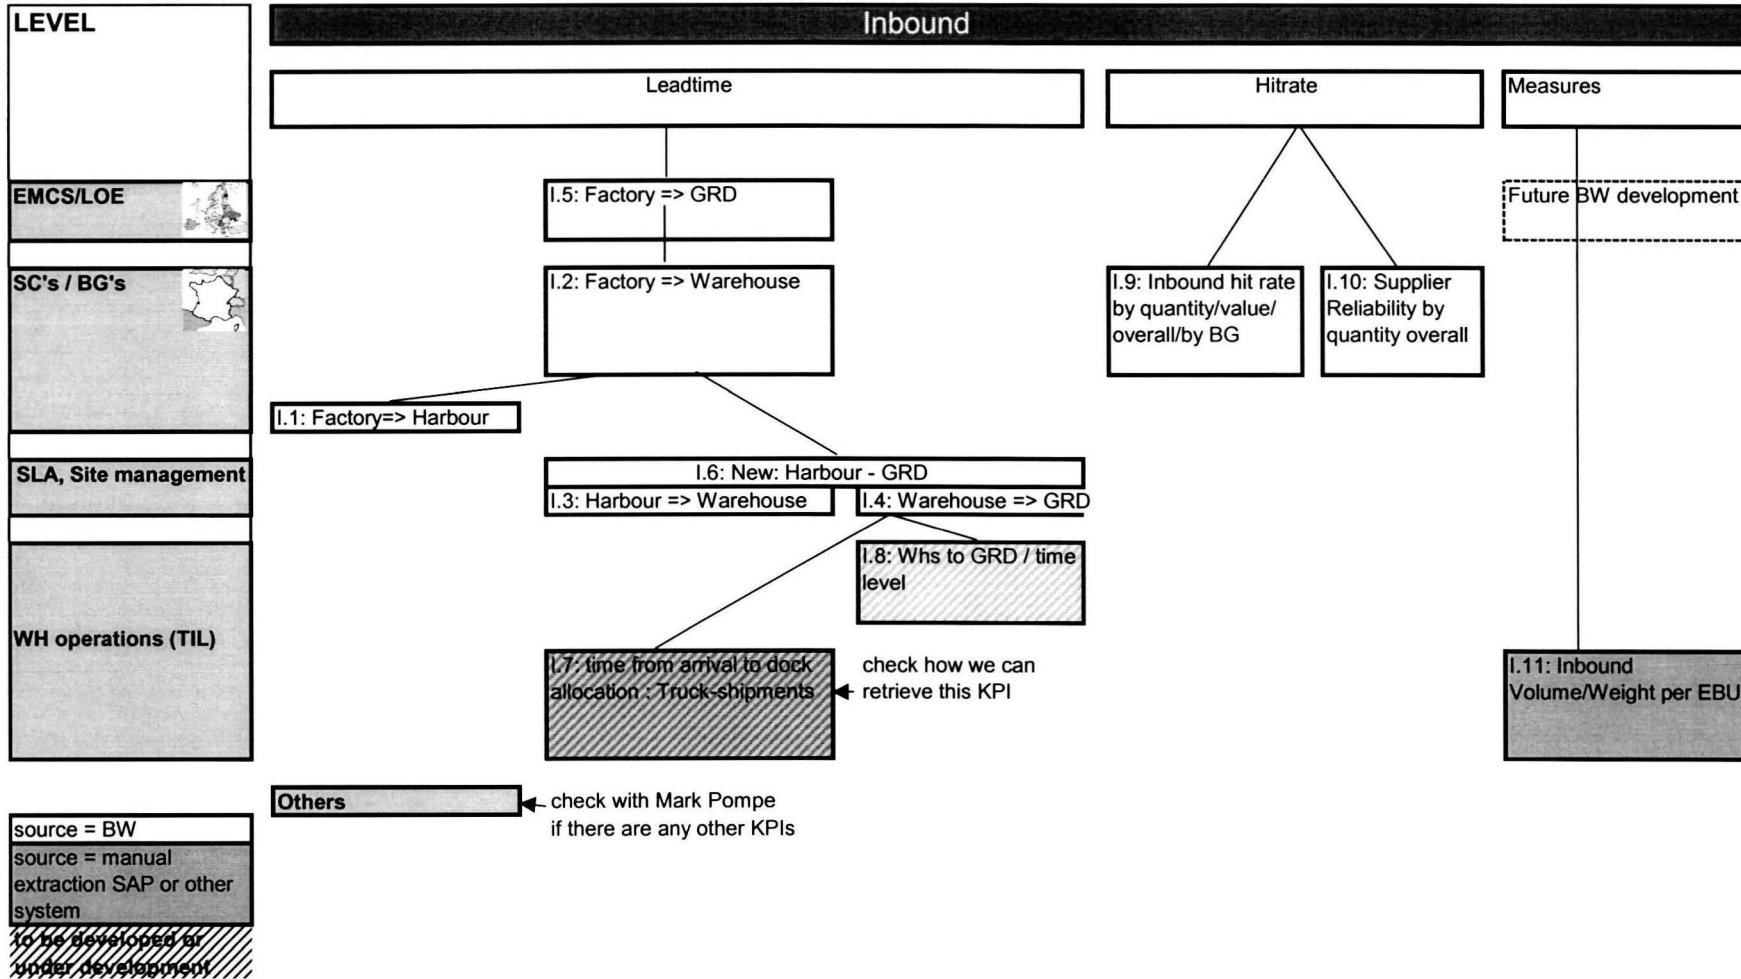 LEVEL
Inbound
Leadtime
Hitrate
Measures
EMCS/LOE
I.5: Factory => GRD
Future BW development
SC's / BG's
I.2: Factory => Warehouse
I.9: Inbound hit rate
by quantity/value/
overall/by BG
I.10: Supplier
Reliability by
quantity overall
I.1: Factory=> Harbour
SLA, Site management
I.6: New: Harbour - GRD
I.3: Harbour => Warehouse
I.4: Warehouse => GRD
I.8: Whs to GRD / time
level
WH operations (TIL)
I.7: time from arrival to dock
allocation : Truck-shipments
check how we can
retrieve this KPI
I.11: Inbound
Volume/Weight per EBU
Others
check with Mark Pompe
if there are any other KPIs
source = BW
source = manual
extraction SAP or other
system
to be developed or
under development